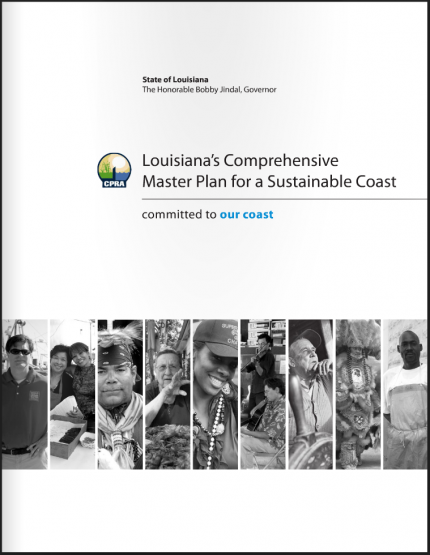 State of Louisiana
The Honorable Bobby Jindal, Governor
Louisiana's Comprehensive
CPRA
Master Plan for a Sustainable Coast
committed to our coast